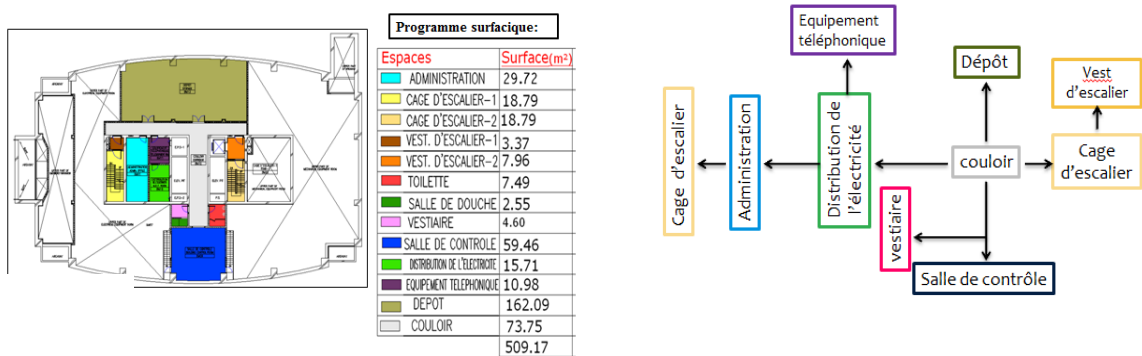 Programme surfacique:
Espaces Surface(m²)
ADMINISTRATION 29.72
CAGE D'ESCALIER-1 18.79
CAGE D'ESCALIER-2 18.79
VEST. D'ESCALIER-1 3.37
VEST. D'ESCALIER-2 7.96
TOILETTE 7.49
SALLE DE DOUCHE 2.55
VESTIAIRE 4.60
SALLE DE CONTROLE 59.46
DISTRIBUTION DE L'ELECTRICITE 15.71
EQUIPEMENT TELEPHONIQUE 10.98
DEPOT 162.09
COULOIR 73.75
509.17
Equipement
téléphonique
Dépôt
Vest
d'escalier
Cage d'escalier
Administration
Distribution de
l'électricité
couloir
Cage
d'escalier
vestiaire
Salle de contrôle